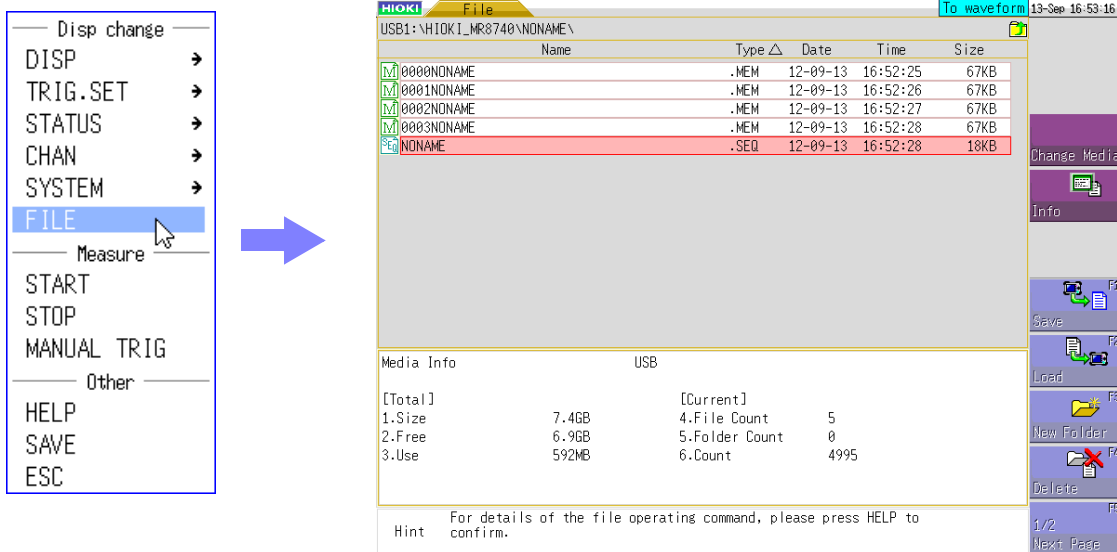 Disp change
DISP
TRIG.SET
STATUS
CHAN
SYSTEM
FILE
Measure
START
STOP
MANUAL TRIG
Other
HELP
SAVE
ESC
HIOKI File To waveform 13-Sep 16:53:16
USB1:\HIOKI_MR8740\NONAME\
Name Type △ Date Time Size
M 0000NONAME .MEM 12-09-13 16:52:25 67KB
M 0001NONAME .MEM 12-09-13 16:52:26 67KB
M 0002NONAME .MEM 12-09-13 16:52:27 67KB
M 0003NONAME .MEM 12-09-13 16:52:28 67KB
SEQ NONAME .SEQ 12-09-13 16:52:28 18KB
Media Info USB
[Total] [Current]
1.Size 7.4GB 4.File Count 5
2.Free 6.9GB 5.Folder Count 0
3.Use 592MB 6.Count 4995
Hint For details of the file operating command, please press HELP to
confirm.
Change Media
Info
Save
Load
New Folder
Delete
1/2
Next Page